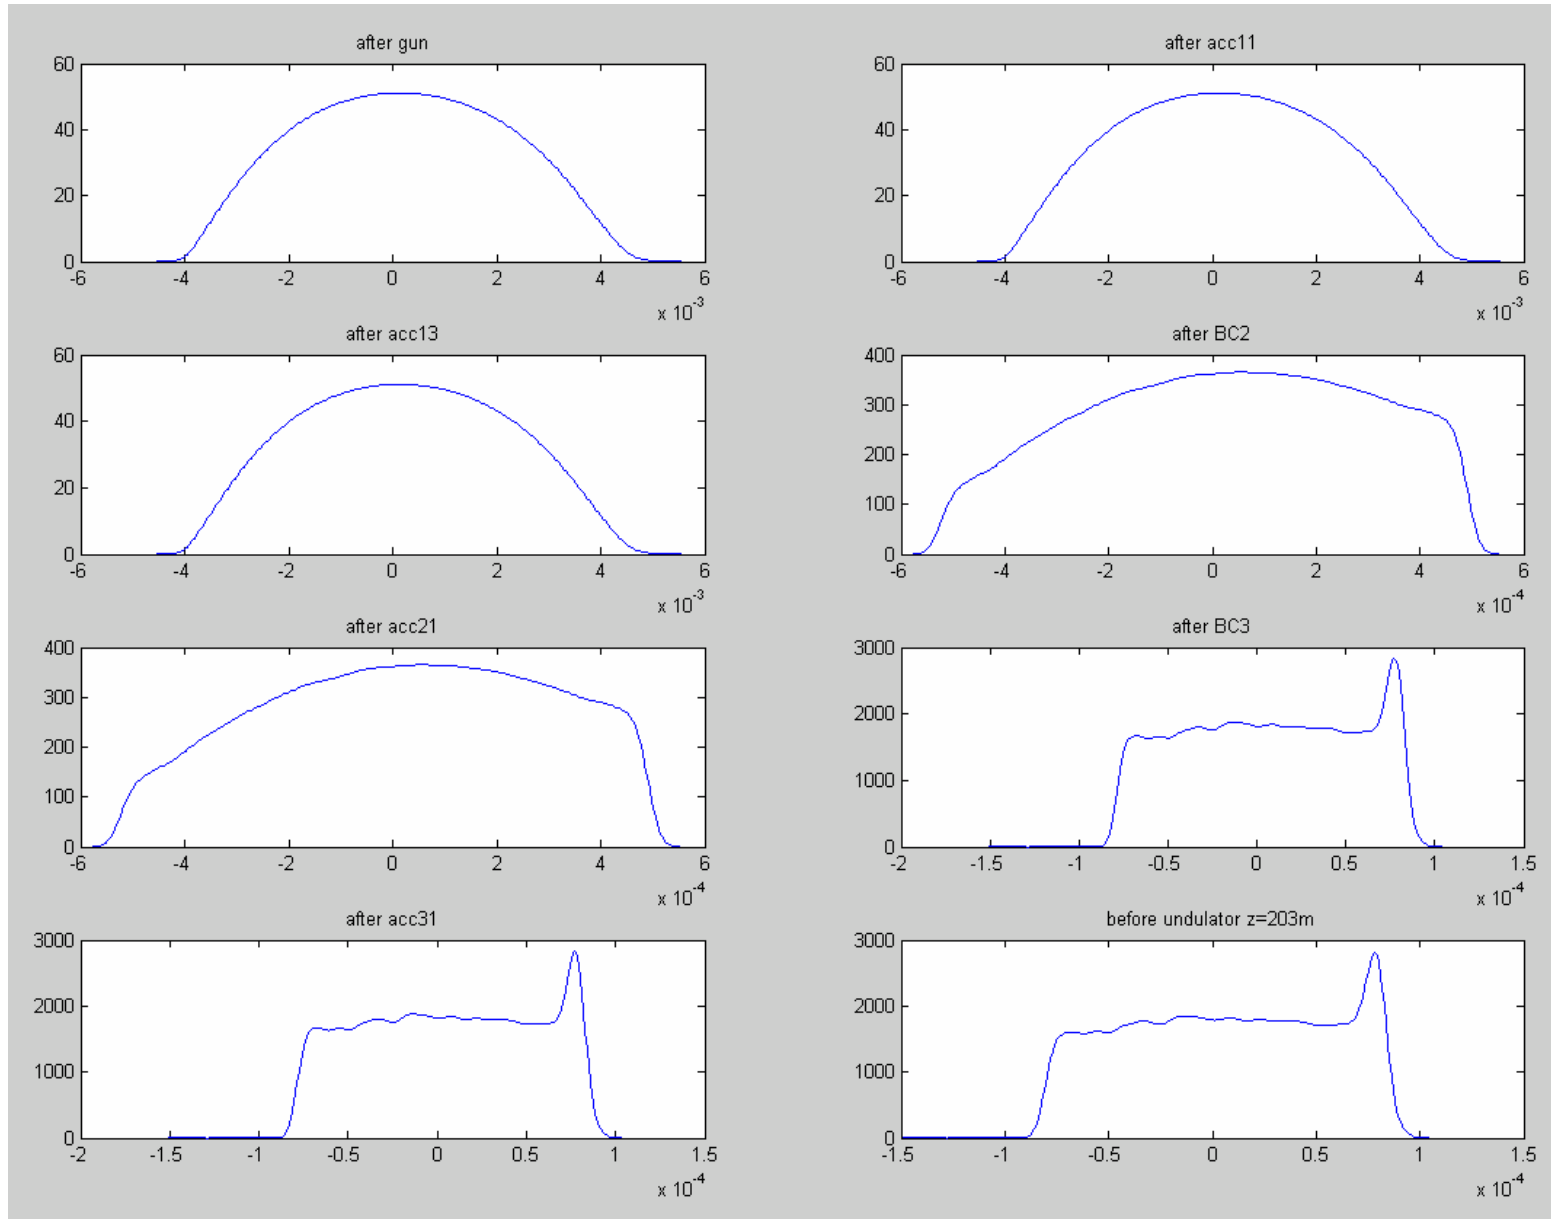 after gun
60
40
20
0
-6 -4 -2 0 2 4 6
x 10-3
after acc11
60
40
20
0
-6 -4 -2 0 2 4 6
x 10-3
after acc13
60
40
20
0
-6 -4 -2 0 2 4 6
x 10-3
after BC2
400
300
200
100
0
-6 -4 -2 0 2 4 6
x 10-4
after acc21
400
300
200
100
0
-6 -4 -2 0 2 4 6
x 10-4
after BC3
3000
2000
1000
0
-2 -1.5 -1 -0.5 0 0.5 1 1.5
x 10-4
after acc31
3000
2000
1000
0
-2 -1.5 -1 -0.5 0 0.5 1 1.5
x 10-4
before undulator z=203m
3000
2000
1000
0
-1.5 -1 -0.5 0 0.5 1 1.5
x 10-4